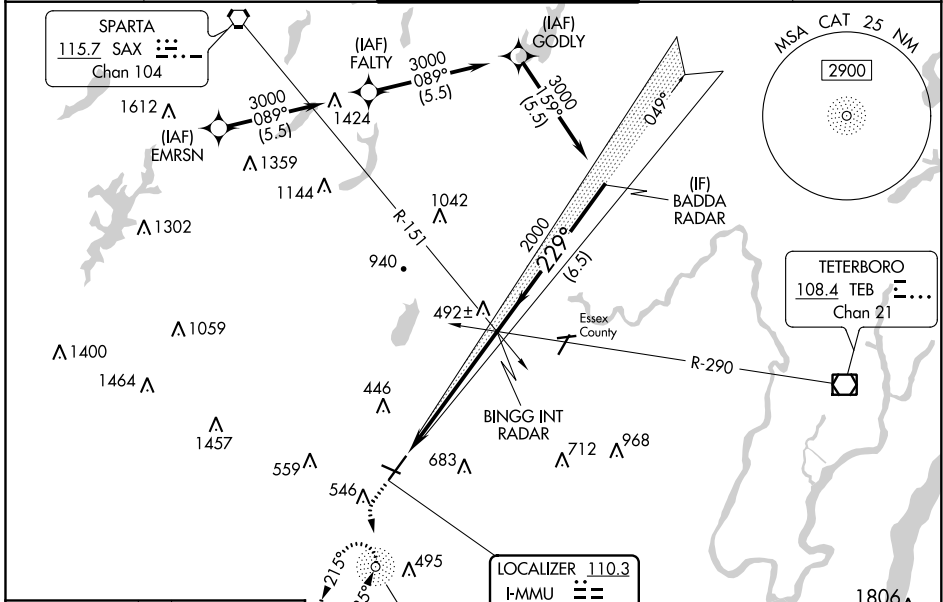 SPARTA
115.7 SAX
Chan 104
(IAF)
FALTY
(IAF)
GODLY
MSA CAT 25 NM
2900
3000
089°
(5.5)
3000
159°
(5.5)
049°
1612
3000
089°
(5.5)
1424
(IAF)
EMRSN
1359
1144
(IF)
BADDA
RADAR
1042
R-151
1302
2000
229°
(6.5)
940
TETERBORO
108.4 TEB
Chan 21
492±
Essex
County
1059
1400
R-290
1464
446
BINGG INT
RADAR
1457
712
968
559
683
546
215°
5°
495
LOCALIZER 110.3
I-MMU
1806